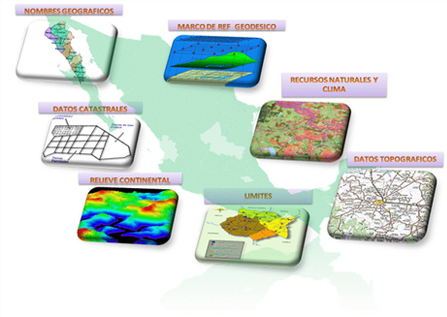 NOMBRES GEOGRAFICOS
MARCO DE REF GEODESICO
RECURSOS NATURALES Y
CLIMA
DATOS CATASTRALES
DATOS TOPOGRAFICOS
RELIEVE CONTINENTAL
LIMITES